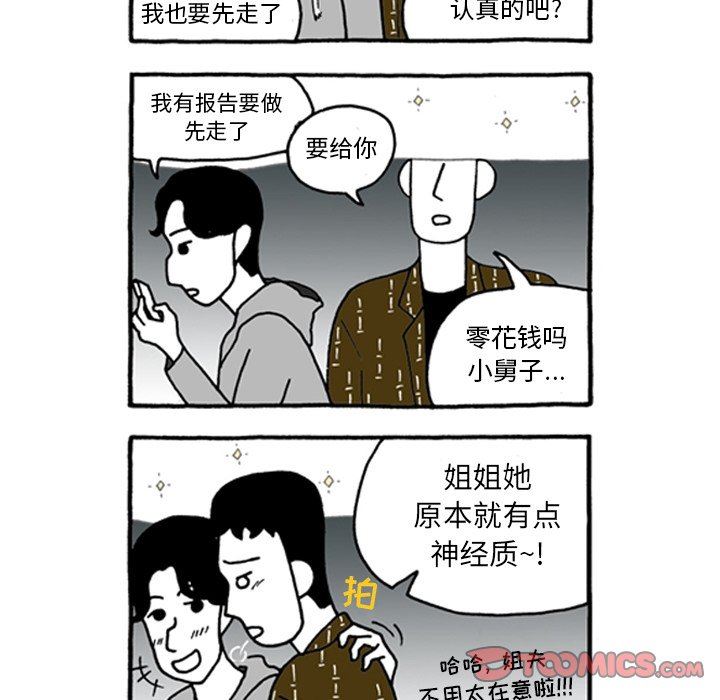 我也要先走了
认真的吧?
我有报告要做
先走了
要给你
零花钱吗
小舅子...
姐姐她
原本就有点
神经质~!
拍
哈哈, 姐夫
不用太在意啦!!!
TOOMICS.COM